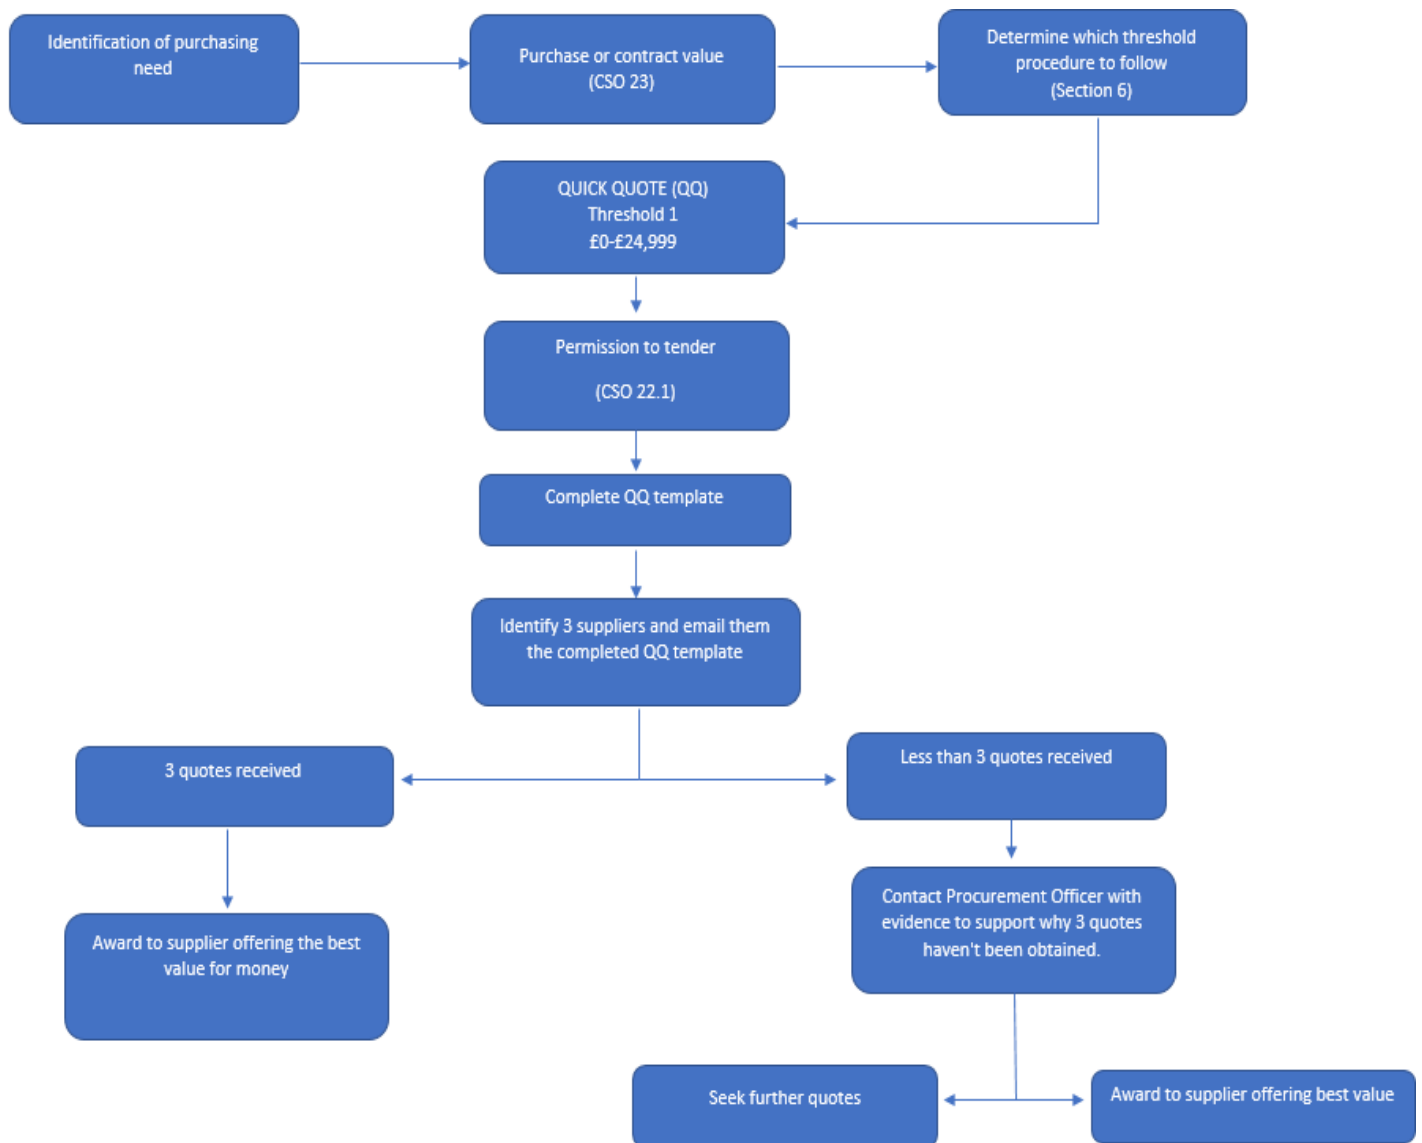 Identification of purchasing
need
Purchase or contract value
(CSO 23)
Determine which threshold
procedure to follow
(Section 6)
QUICK QUOTE (QQ)
Threshold 1
£0-£24,999
Permission to tender
(CSO 22.1)
Complete QQ template
Identify 3 suppliers and email them
the completed QQ template
3 quotes received
Less than 3 quotes received
Award to supplier offering the best
value for money
Contact Procurement Officer with
evidence to support why 3 quotes
haven't been obtained.
Seek further quotes
Award to supplier offering best value